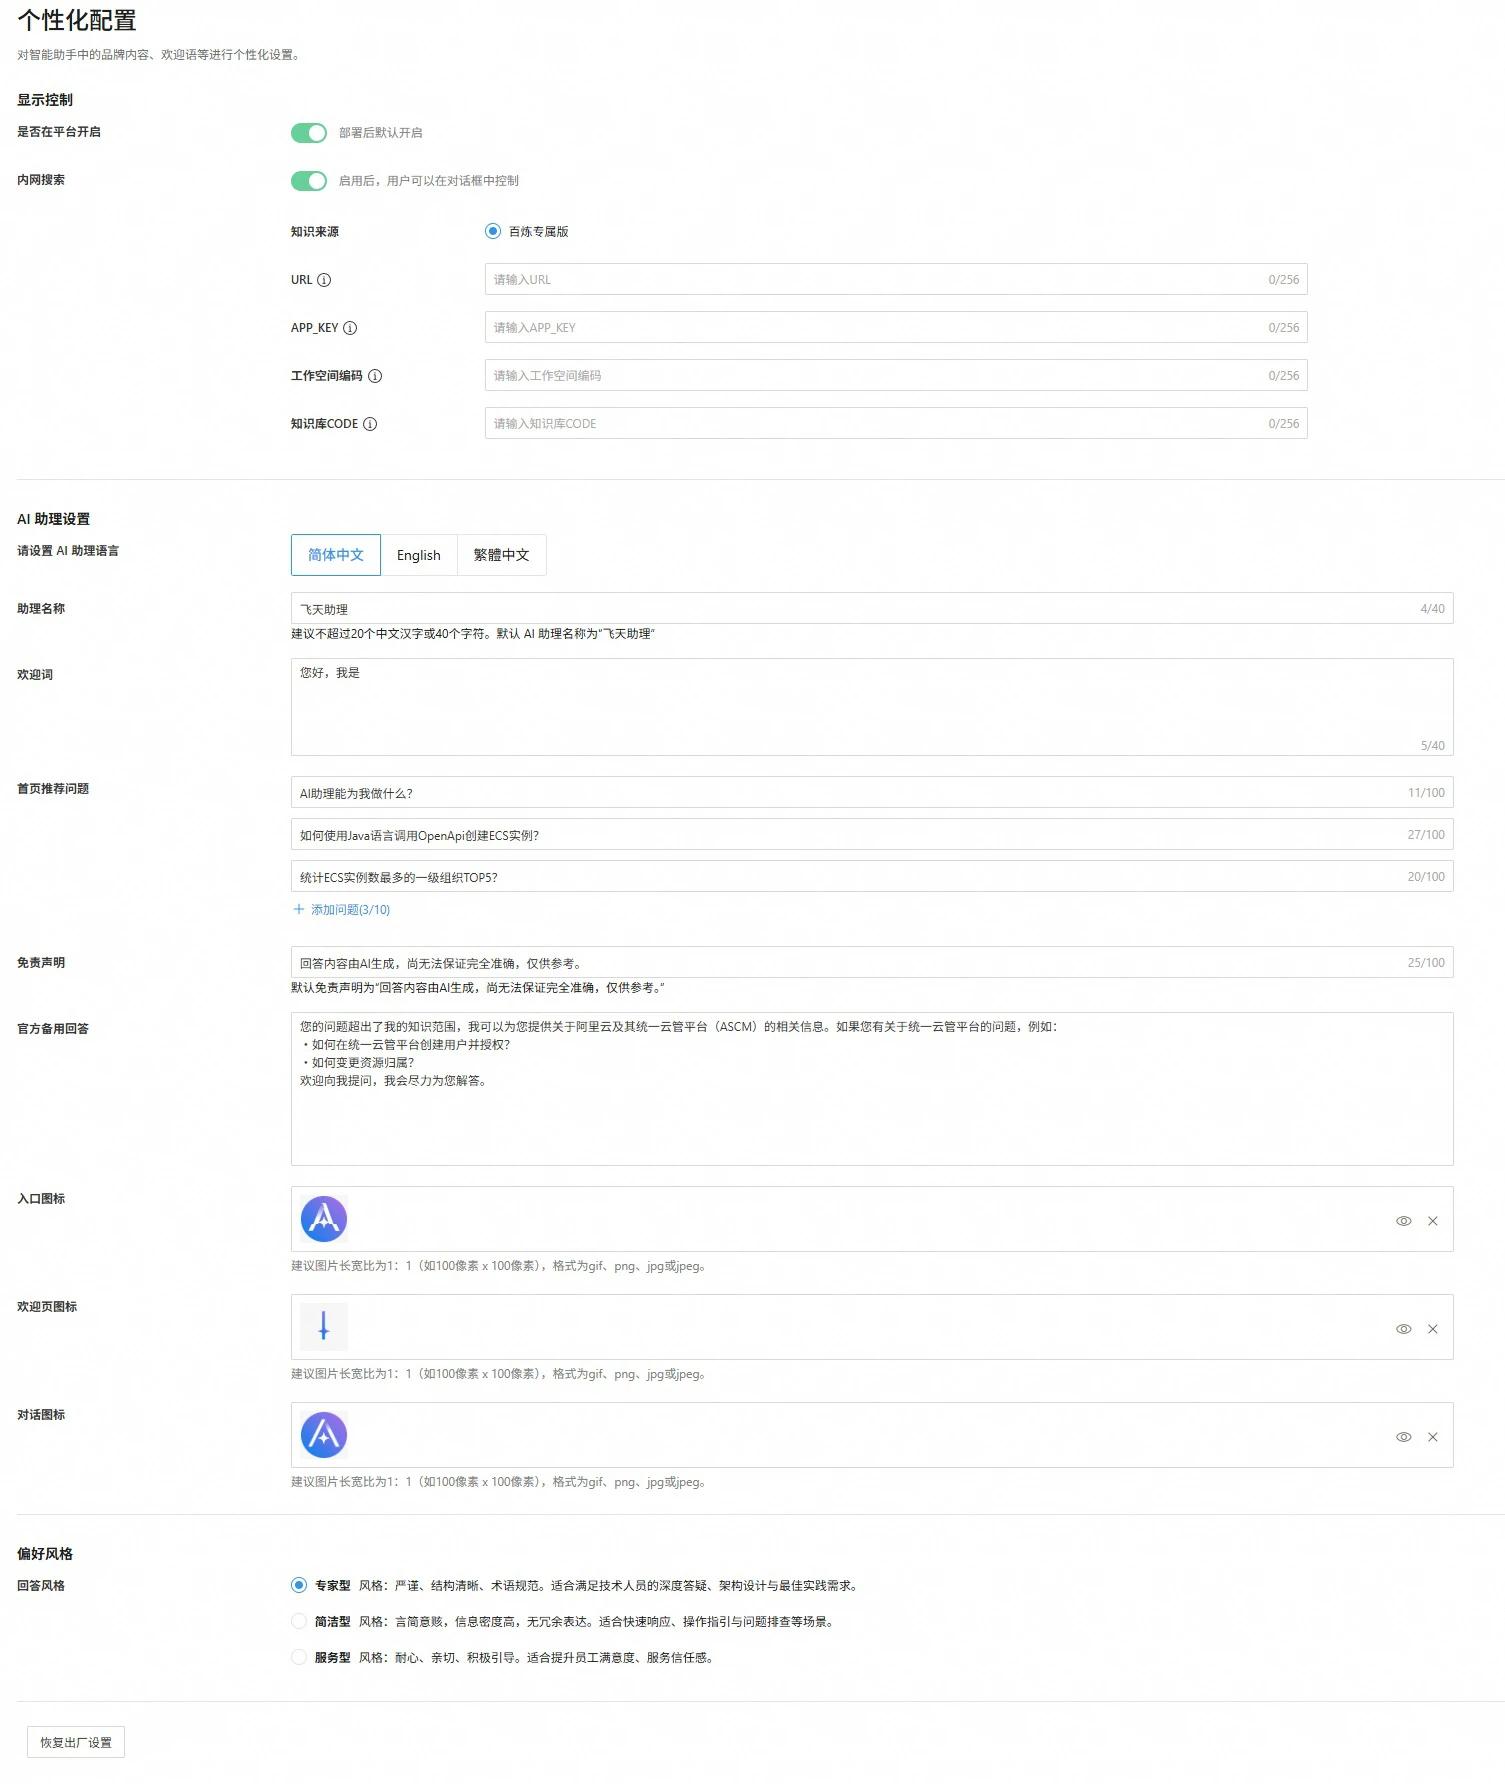 个性化配置
对智能助手中的品牌内容、欢迎语等进行个性化设置。
显示控制
是否在平台开启
部署后默认开启
内网搜索
启用后，用户可以在对话框中控制
知识来源
百炼专属版
URL
请输入URL
0/256
APP_KEY
请输入APP_KEY
0/256
工作空间编码
请输入工作空间编码
0/256
知识库CODE
请输入知识库CODE
0/256
AI 助理设置
请设置 AI 助理语言
简体中文
English
繁體中文
助理名称
飞天助理
4/40
建议不超过20个中文汉字或40个字符。默认 AI 助理名称为“飞天助理”
欢迎词
您好，我是
5/40
首页推荐问题
AI助理能为我做什么？
11/100
如何使用Java语言调用OpenApi创建ECS实例？
27/100
统计ECS实例数最多的一级组织TOP5？
20/100
添加问题(3/10)
免责声明
回答内容由AI生成，尚无法保证完全准确，仅供参考。
25/100
默认免责声明为“回答内容由AI生成，尚无法保证完全准确，仅供参考。”
官方备用回答
您的问题超出了我的知识范围，我可以为您提供关于阿里云及其统一云管平台（ASCM）的相关信息。如果您有关于统一云管平台的问题，例如：
・如何在统一云管平台创建用户并授权？
・如何变更资源归属？
欢迎向我提问，我会尽力为您解答。
入口图标
建议图片长宽比为1：1（如100像素 x 100像素），格式为gif、png、jpg或jpeg。
欢迎页图标
建议图片长宽比为1：1（如100像素 x 100像素），格式为gif、png、jpg或jpeg。
对话图标
建议图片长宽比为1：1（如100像素 x 100像素），格式为gif、png、jpg或jpeg。
偏好风格
回答风格
专家型 风格：严谨、结构清晰、术语规范。适合满足技术人员的深度答疑、架构设计与最佳实践需求。
简洁型 风格：言简意赅，信息密度高，无冗余表达。适合快速响应、操作指引与问题排查等场景。
服务型 风格：耐心、亲切、积极引导。适合提升员工满意度、服务信任感。
恢复出厂设置